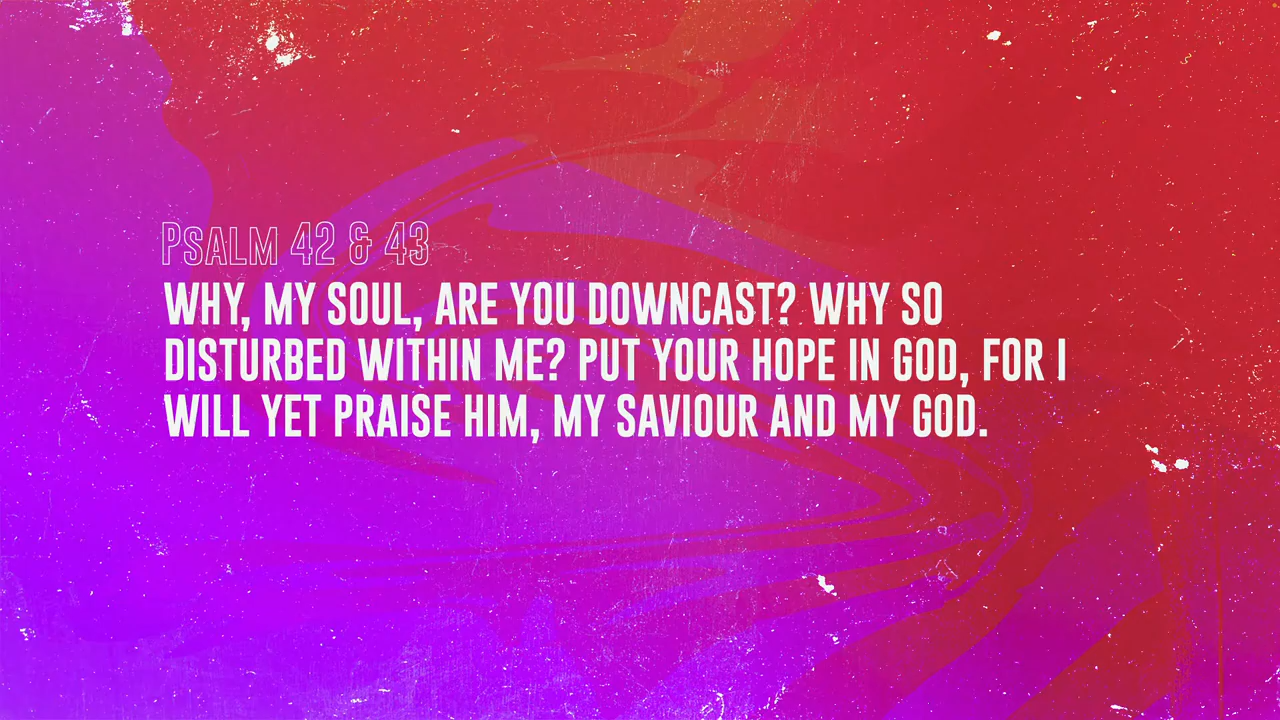 Psalm 42 & 43
WHY, MY SOUL, ARE YOU DOWNCAST? WHY SO
DISTURBED WITHIN ME? PUT YOUR HOPE IN GOD, FOR I
WILL YET PRAISE HIM, MY SAVIOUR AND MY GOD.